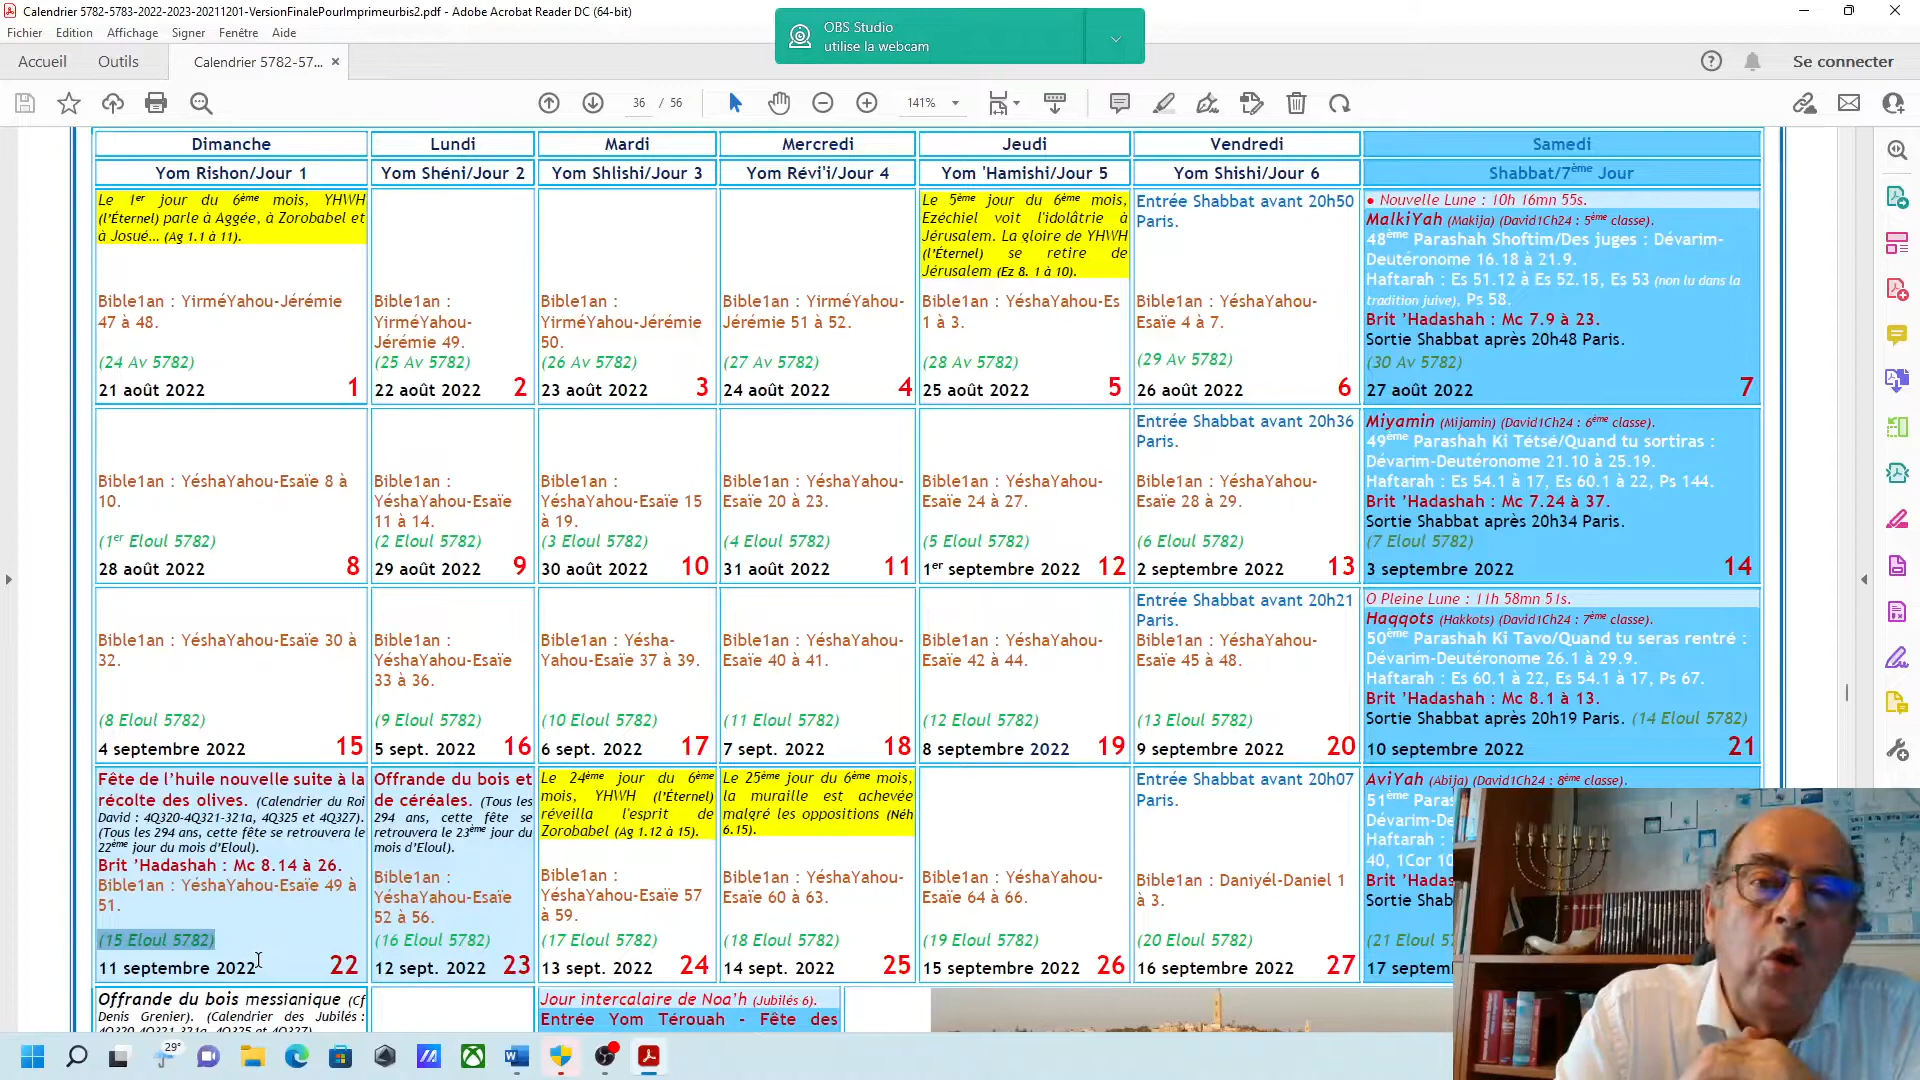 Calendrier 5782-5783-2022-2023-20211201-VersionFinalePourImprimeurbis2.pdf - Adobe Acrobat Reader DC (64-bit)
Fichier Edition Affichage Signer Fenêtre Aide
OBS Studio
utilise la webcam
Accueil Outils Calendrier 5782-57... × Se connecter
36 / 56 141%
Dimanche Lundi Mardi Mercredi Jeudi Vendredi Samedi
Yom Rishon/Jour 1 Yom Shéni/Jour 2 Yom Shlishi/Jour 3 Yom Révi'i/Jour 4 Yom 'Hamishi/Jour 5 Yom Shishi/Jour 6 Shabbat/7ème Jour
Le 1er jour du 6ème mois, YHWH
(l'Éternel) parle à Aggée, à Zorobabel et
à Josué... (Ag 1.1 à 11).
Bible1an : YirméYahou-Jérémie
47 à 48.
(24 Av 5782)
21 août 2022 1
Bible1an :
YirméYahou-
Jérémie 49.
(25 Av 5782)
22 août 2022 2
Bible1an :
YirméYahou-Jérémie
50.
(26 Av 5782)
23 août 2022 3
Bible1an : YirméYahou-
Jérémie 51 à 52.
(27 Av 5782)
24 août 2022 4
Le 5ème jour du 6ème mois,
Ezéchiel voit l'idolâtrie à
Jérusalem. La gloire de YHWH
(l'Éternel) se retire de
Jérusalem (Ez 8. 1 à 10).
Bible1an : YéshaYahou-Es
1 à 3.
(28 Av 5782)
25 août 2022 5
Entrée Shabbat avant 20h50
Paris.
Bible1an : YéshaYahou-
Esaïe 4 à 7.
(29 Av 5782)
26 août 2022 6
● Nouvelle Lune : 10h 16mn 55s.
MalkiYah (Makija) (David1Ch24 : 5ème classe).
48ème Parashah Shoftim/Des juges : Dévarim-
Deutéronome 16.18 à 21.9.
Haftarah : Es 51.12 à Es 52.15, Es 53 (non lu dans la
tradition juive), Ps 58.
Brit 'Hadashah : Mc 7.9 à 23.
Sortie Shabbat après 20h48 Paris.
(30 Av 5782)
27 août 2022 7
Bible1an : YéshaYahou-Esaïe 8 à
10.
(1er Eloul 5782)
28 août 2022 8
Bible1an :
YéshaYahou-Esaïe
11 à 14.
(2 Eloul 5782)
29 août 2022 9
Bible1an :
YéshaYahou-Esaïe 15
à 19.
(3 Eloul 5782)
30 août 2022 10
Bible1an : YéshaYahou-
Esaïe 20 à 23.
(4 Eloul 5782)
31 août 2022 11
Bible1an : YéshaYahou-
Esaïe 24 à 27.
(5 Eloul 5782)
1er septembre 2022 12
Entrée Shabbat avant 20h36
Paris.
Bible1an : YéshaYahou-
Esaïe 28 à 29.
(6 Eloul 5782)
2 septembre 2022 13
Miyamin (Mijamin) (David1Ch24 : 6ème classe).
49ème Parashah Ki Tétsé/Quand tu sortiras :
Dévarim-Deutéronome 21.10 à 25.19.
Haftarah : Es 54.1 à 17, Es 60.1 à 22, Ps 144.
Brit 'Hadashah : Mc 7.24 à 37.
Sortie Shabbat après 20h34 Paris.
(7 Eloul 5782)
3 septembre 2022 14
Bible1an : YéshaYahou-Esaïe 30 à
32.
(8 Eloul 5782)
4 septembre 2022 15
Bible1an :
YéshaYahou-Esaïe
33 à 36.
(9 Eloul 5782)
5 sept. 2022 16
Bible1an : Yésha-
Yahou-Esaïe 37 à 39.
(10 Eloul 5782)
6 sept. 2022 17
Bible1an : YéshaYahou-
Esaïe 40 à 41.
(11 Eloul 5782)
7 sept. 2022 18
Bible1an : YéshaYahou-
Esaïe 42 à 44.
(12 Eloul 5782)
8 septembre 2022 19
Entrée Shabbat avant 20h21
Paris.
Bible1an : YéshaYahou-
Esaïe 45 à 48.
(13 Eloul 5782)
9 septembre 2022 20
O Pleine Lune : 11h 58mn 51s.
Haqqots (Hakkots) (David1Ch24 : 7ème classe).
50ème Parashah Ki Tavo/Quand tu seras rentré :
Dévarim-Deutéronome 26.1 à 29.9.
Haftarah : Es 60.1 à 22, Es 54.1 à 17, Ps 67.
Brit 'Hadashah : Mc 8.1 à 13.
Sortie Shabbat après 20h19 Paris. (14 Eloul 5782)
10 septembre 2022 21
Fête de l'huile nouvelle suite à la
récolte des olives. (Calendrier du Roi
David : 4Q320-4Q321-321a, 4Q325 et 4Q327).
(Tous les 294 ans, cette fête se retrouvera le
22ème jour du mois d'Eloul).
Brit 'Hadashah : Mc 8.14 à 26.
Bible1an : YéshaYahou-Esaïe 49 à
51.
(15 Eloul 5782)
11 septembre 2022 22
Offrande du bois et
de céréales. (Tous les
294 ans, cette fête se
retrouvera le 23ème jour du
mois d'Eloul).
Bible1an :
YéshaYahou-Esaïe
52 à 56.
(16 Eloul 5782)
12 sept. 2022 23
Le 24ème jour du 6ème
mois, YHWH (l'Éternel)
réveilla l'esprit de
Zorobabel (Ag 1.12 à 15).
Bible1an :
YéshaYahou-Esaïe 57
à 59.
(17 Eloul 5782)
13 sept. 2022 24
Le 25ème jour du 6ème mois,
la muraille est achevée
malgré les oppositions (Néh
6.15).
Bible1an : YéshaYahou-
Esaïe 60 à 63.
(18 Eloul 5782)
14 sept. 2022 25
Bible1an : YéshaYahou-
Esaïe 64 à 66.
(19 Eloul 5782)
15 septembre 2022 26
Entrée Shabbat avant 20h07
Paris.
Bible1an : Daniyél-Daniel 1
à 3.
(20 Eloul 5782)
16 septembre 2022 27
AviYah (Abija) (David1Ch24 : 8ème classe).
51ème Paras
Dévarim-De
Haftarah :
40, 1Cor 10
Brit 'Hada
Sortie Shab
(21 Eloul 57
17 septem
Offrande du bois messianique (Cf
Denis Grenier). (Calendrier des Jubilés :
4Q320-4Q321-321a, 4Q325 et 4Q327)
Jour intercalaire de Noa'h (Jubilés 6).
Entrée Yom Térouah - Fête des
29°